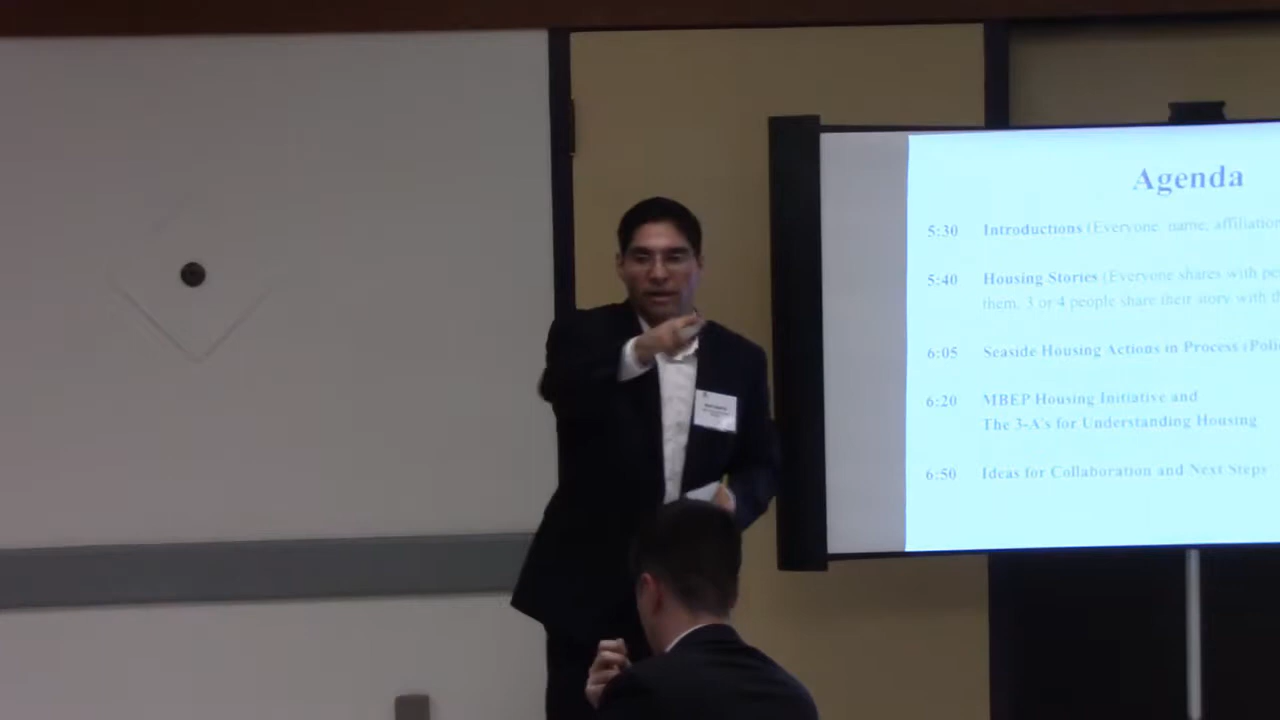 Agenda
5:30 Introductions (Everyone, name, affiliation
5:40 Housing Stories (Everyone shares with
them, 3 or 4 people share their story with
6:05 Seaside Housing Actions in Process
6:20 MBEP Housing Initiative and
The 3-A's for Understanding Housing
6:50 Ideas for Collaboration and Next Steps